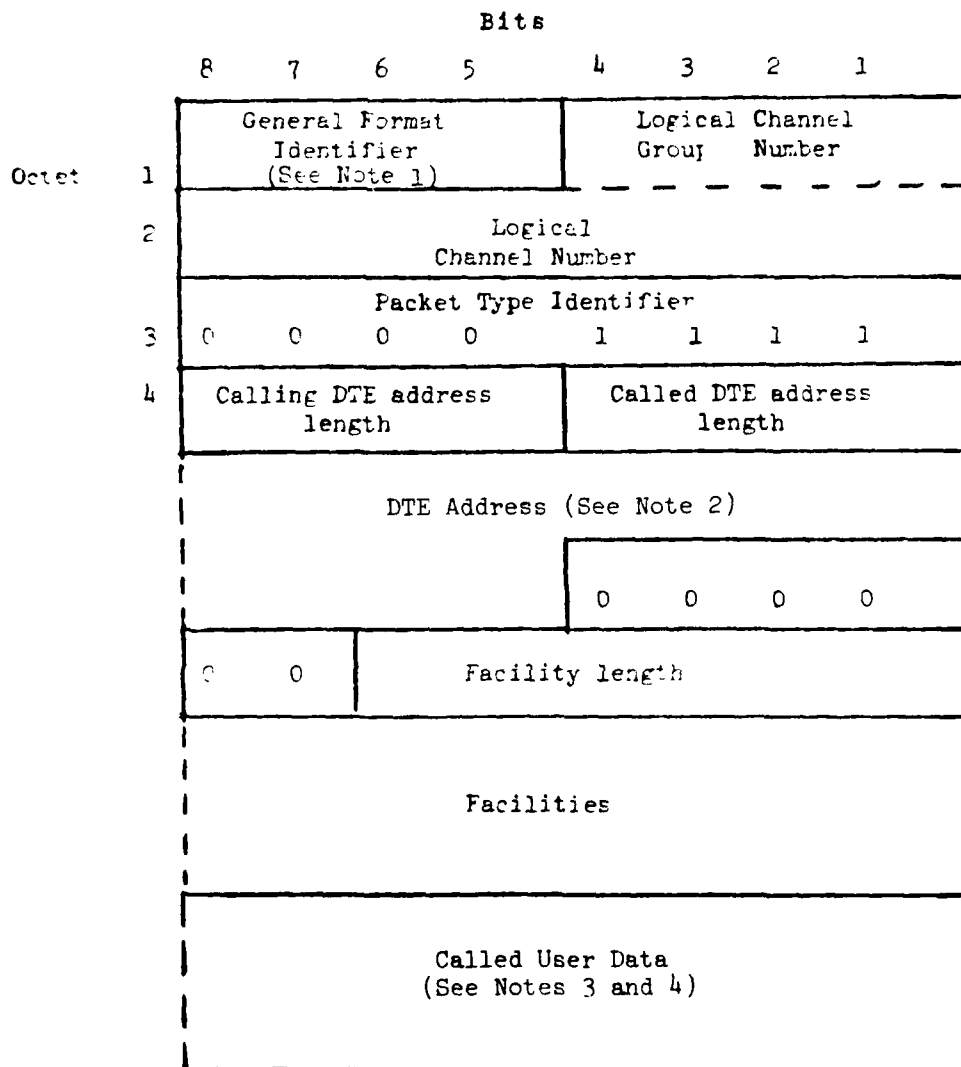 Bits
8 7 6 5 4 3 2 1
General Format Logical Channel
Identifier Group Number
Octet 1 (See Note 1)
2 Logical
Channel Number
Packet Type Identifier
3 0 0 0 0 1 1 1 1
4 Calling DTE address Called DTE address
length length
DTE Address (See Note 2)
0 0 0 0
0 0 Facility length
Facilities
Called User Data
(See Notes 3 and 4)